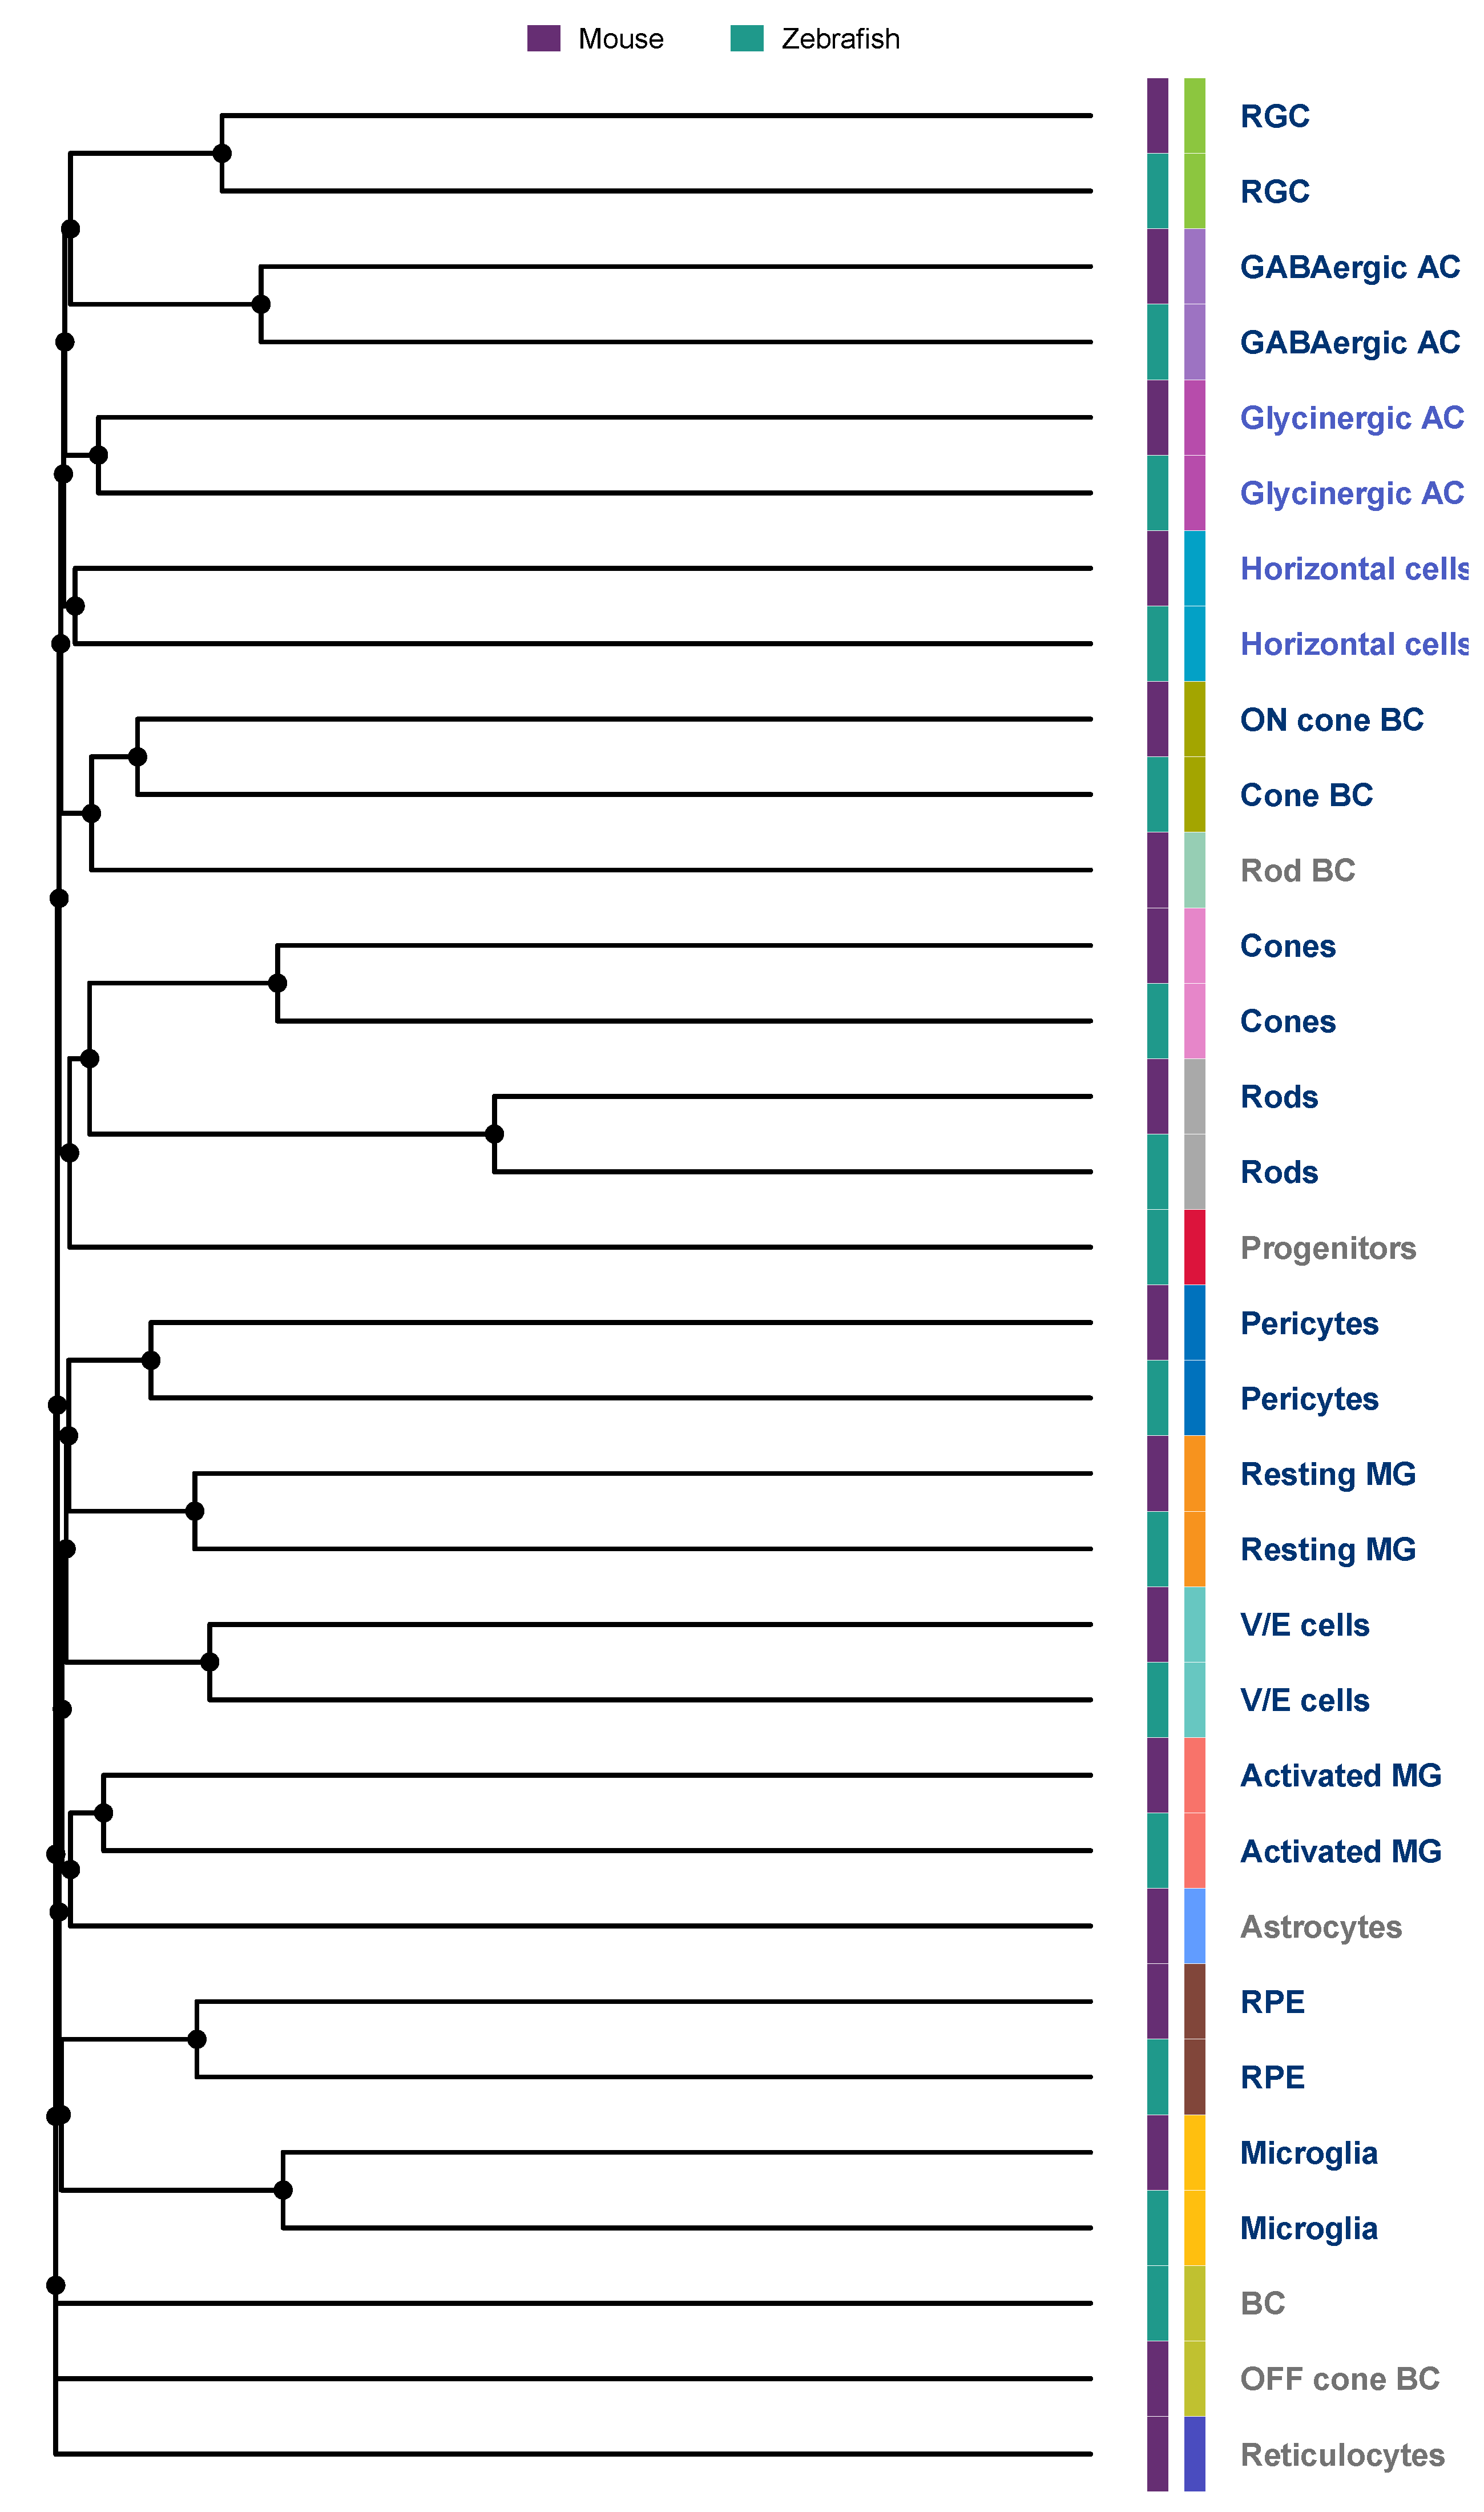 Mouse Zebrafish
RGC
RGC
GABAergic AC
GABAergic AC
Glycinergic AC
Glycinergic AC
Horizontal cells
Horizontal cells
ON cone BC
Cone BC
Rod BC
Cones
Cones
Rods
Rods
Progenitors
Pericytes
Pericytes
Resting MG
Resting MG
V/E cells
V/E cells
Activated MG
Activated MG
Astrocytes
RPE
RPE
Microglia
Microglia
BC
OFF cone BC
Reticulocytes